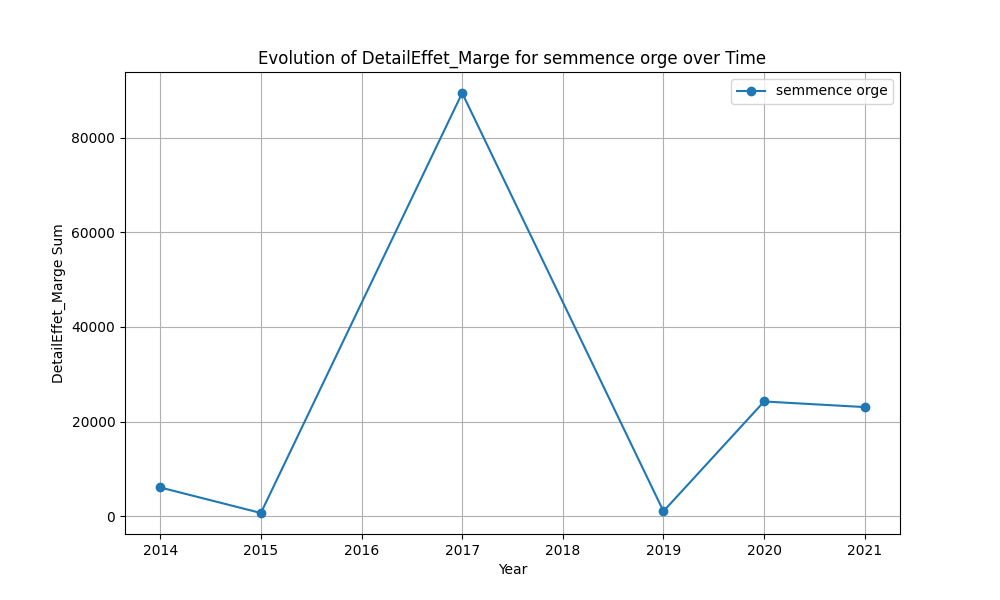 Evolution of DetailEffet_Marge for semmence orge over Time
semmence orge
80000
60000
40000
20000
0
DetailEffet_Marge Sum
2014 2015 2016 2017 2018 2019 2020 2021
Year